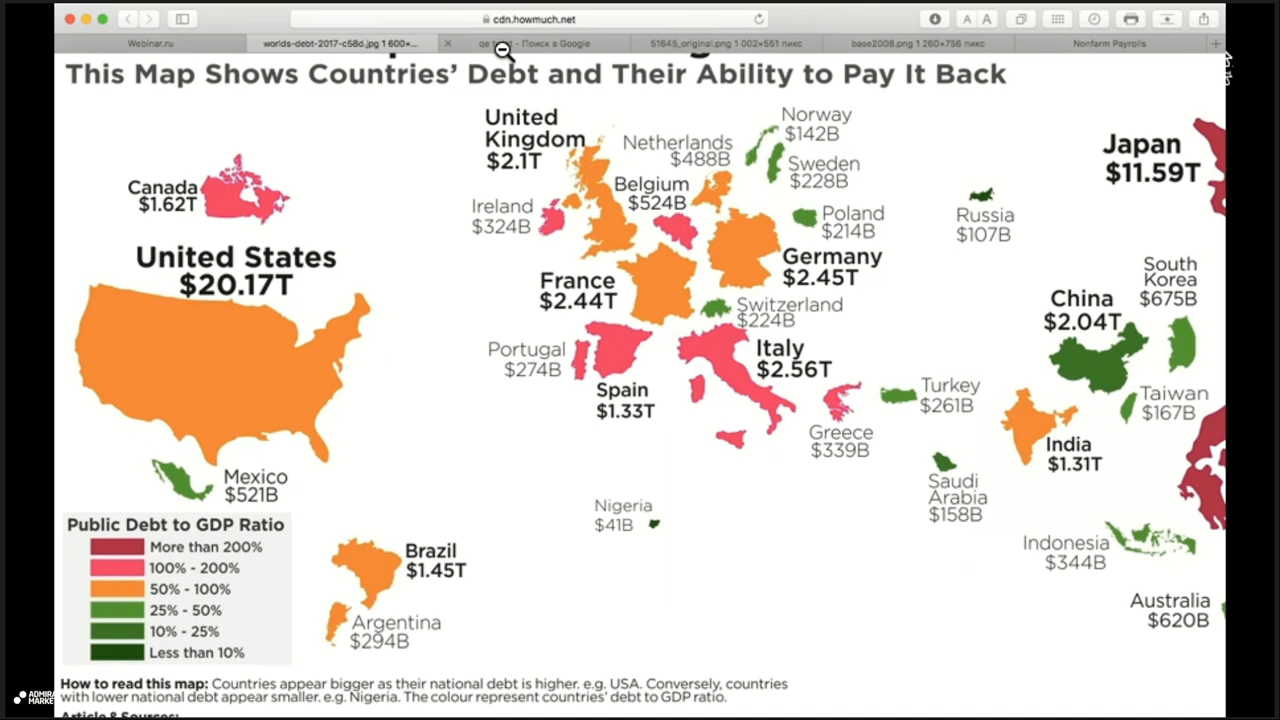 cdn.howmuch.net
A A
Webinar.ru
worlds-debt-2017-c58d.jpg 1 600×...
- Поиск в Google
51645_original.png 1 002×551 пикс
base2008.png 1 260×756 пикс
Nonfarm Payrolls
This Map Shows Countries' Debt and Their Ability to Pay It Back
United
Kingdom
$2.1T
Netherlands
$488B
Norway
$142B
Sweden
$228B
Japan
$11.59T
Canada
$1.62T
Belgium
$524B
Ireland
$324B
Poland
$214B
Russia
$107B
United States
$20.17T
France
$2.44T
Germany
$2.45T
South
Korea
$675B
China
$2.04T
Switzerland
$224B
Portugal
$274B
Spain
$1.33T
Italy
$2.56T
Turkey
$261B
Taiwan
$167B
Greece
$339B
India
$1.31T
Mexico
$521B
Saudi
Arabia
$158B
Nigeria
$41B
Indonesia
$344B
Public Debt to GDP Ratio
More than 200%
100% - 200%
50% - 100%
25% - 50%
10% - 25%
Less than 10%
Brazil
$1.45T
Argentina
$294B
Australia
$620B
How to read this map: Countries appear bigger as their national debt is higher. e.g. USA. Conversely, countries
with lower national debt appear smaller. e.g. Nigeria. The colour represent countries' debt to GDP ratio.
Article & Sources:
ADMIRA
MARKE